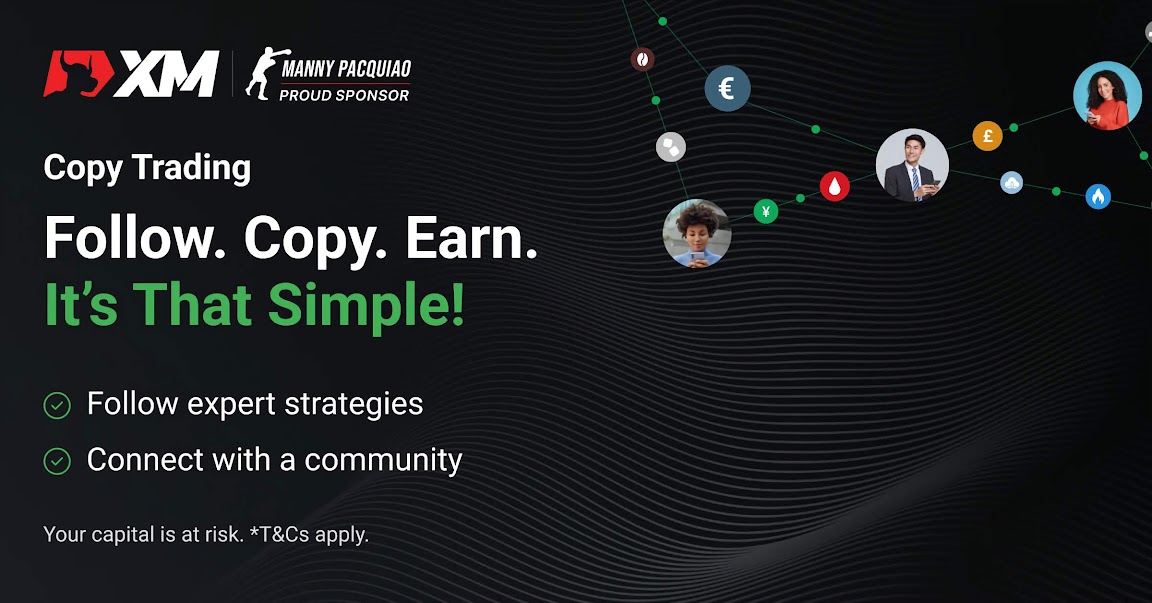 XM
MANNY PACQUIAO
PROUD SPONSOR
Copy Trading
Follow. Copy. Earn.
It's That Simple!
Follow expert strategies
Connect with a community
Your capital is at risk. *T&Cs apply.
€
£
¥